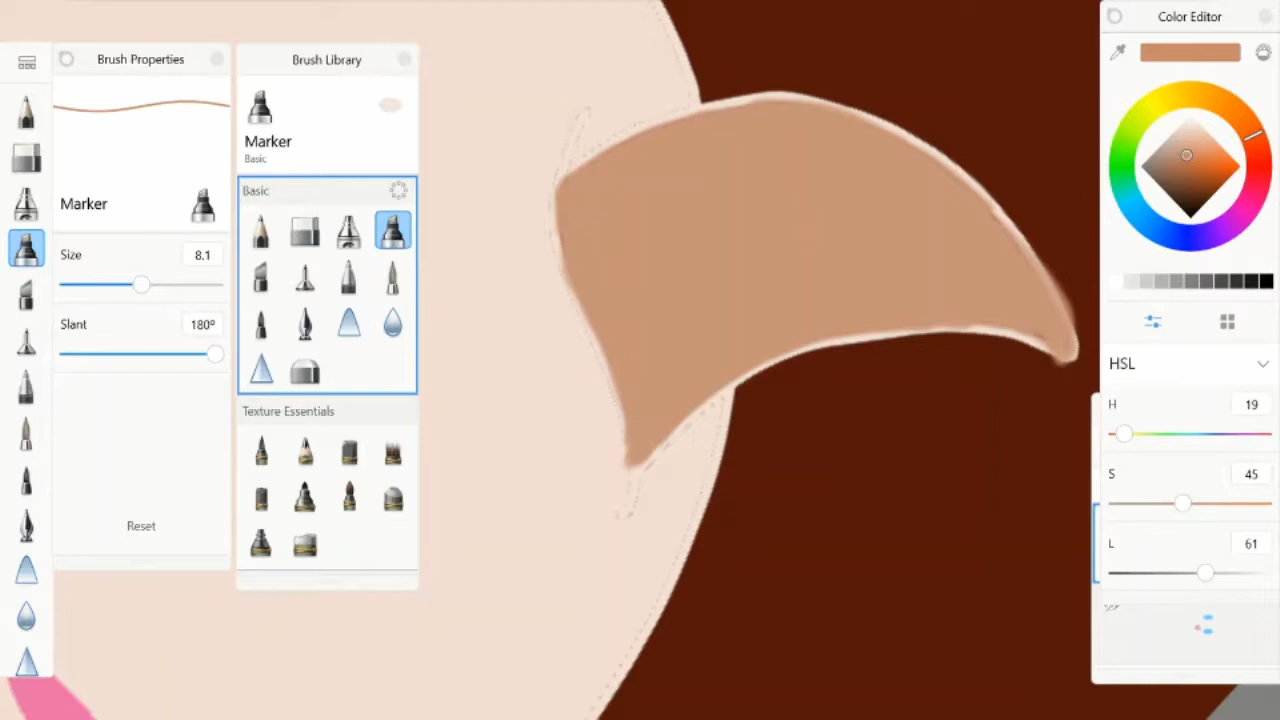 Brush Properties
Marker
Size
8.1
Slant
180º
Reset
Brush Library
Marker
Basic
Basic
Texture Essentials
Color Editor
HSL
H
19
S
45
L
61